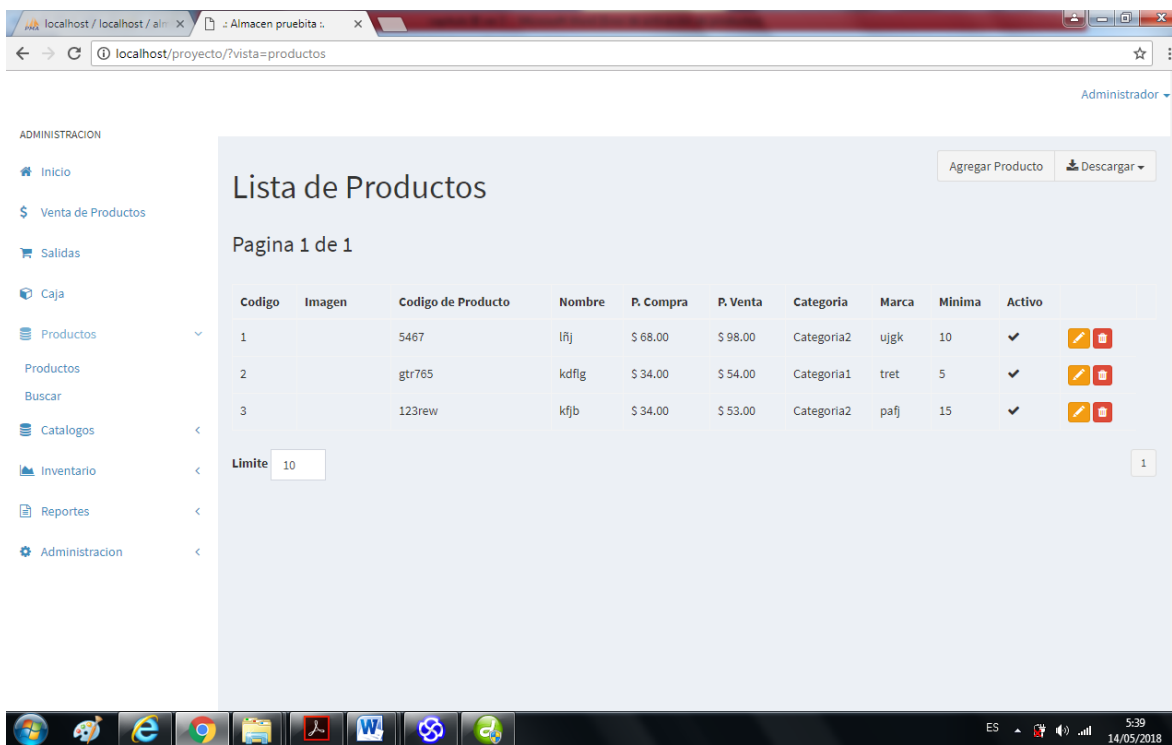 localhost / localhost / alm
.: Almacen pruebita :.
localhost/proyecto/?vista=productos
Administrador
ADMINISTRACION
Inicio
Venta de Productos
Salidas
Caja
Productos
Productos
Buscar
Catalogos
Inventario
Reportes
Administracion
Agregar Producto Descargar
Lista de Productos
Pagina 1 de 1
Codigo Imagen Codigo de Producto Nombre P. Compra P. Venta Categoria Marca Minima Activo
1 5467 lñj $ 68.00 $ 98.00 Categoria2 ujgk 10
2 gtr765 kdflg $ 34.00 $ 54.00 Categoria1 tret 5
3 123rew kfjb $ 34.00 $ 53.00 Categoria2 pafj 15
Limite 10
1
ES
5:39
14/05/2018